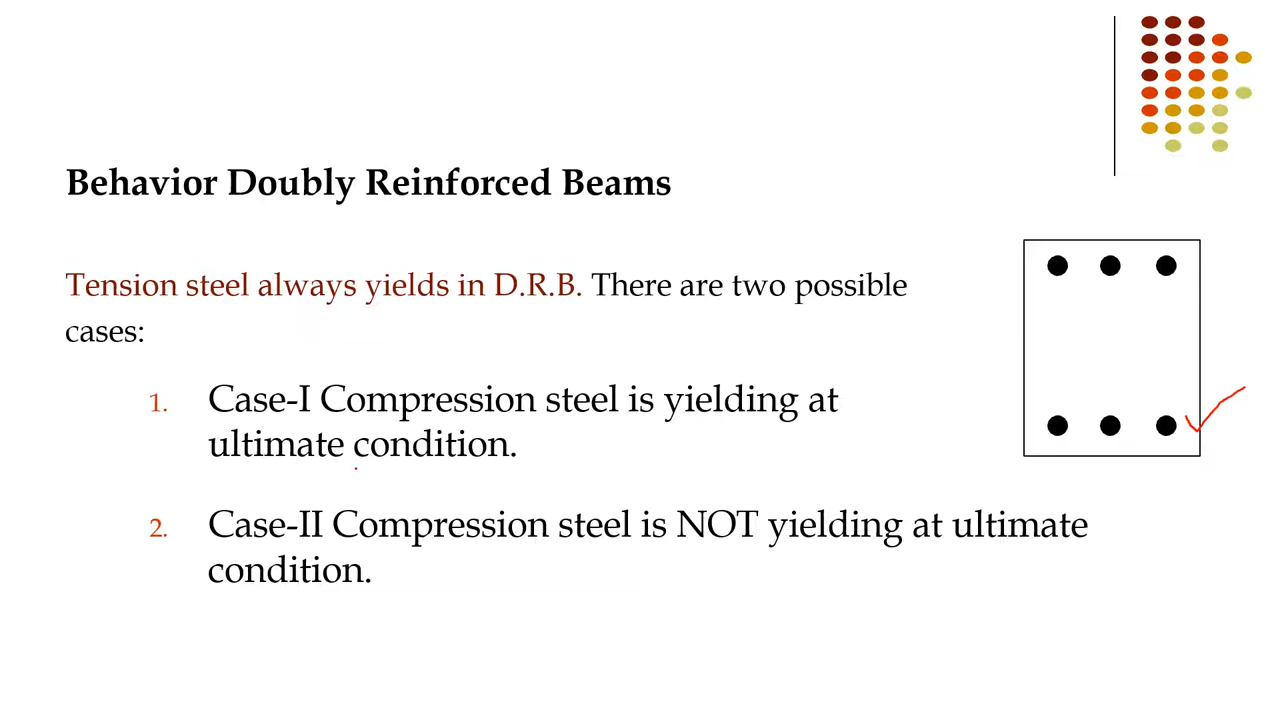 Behavior Doubly Reinforced Beams
Tension steel always yields in D.R.B. There are two possible
cases:
1. Case-I Compression steel is yielding at
ultimate condition.
2. Case-II Compression steel is NOT yielding at ultimate
condition.